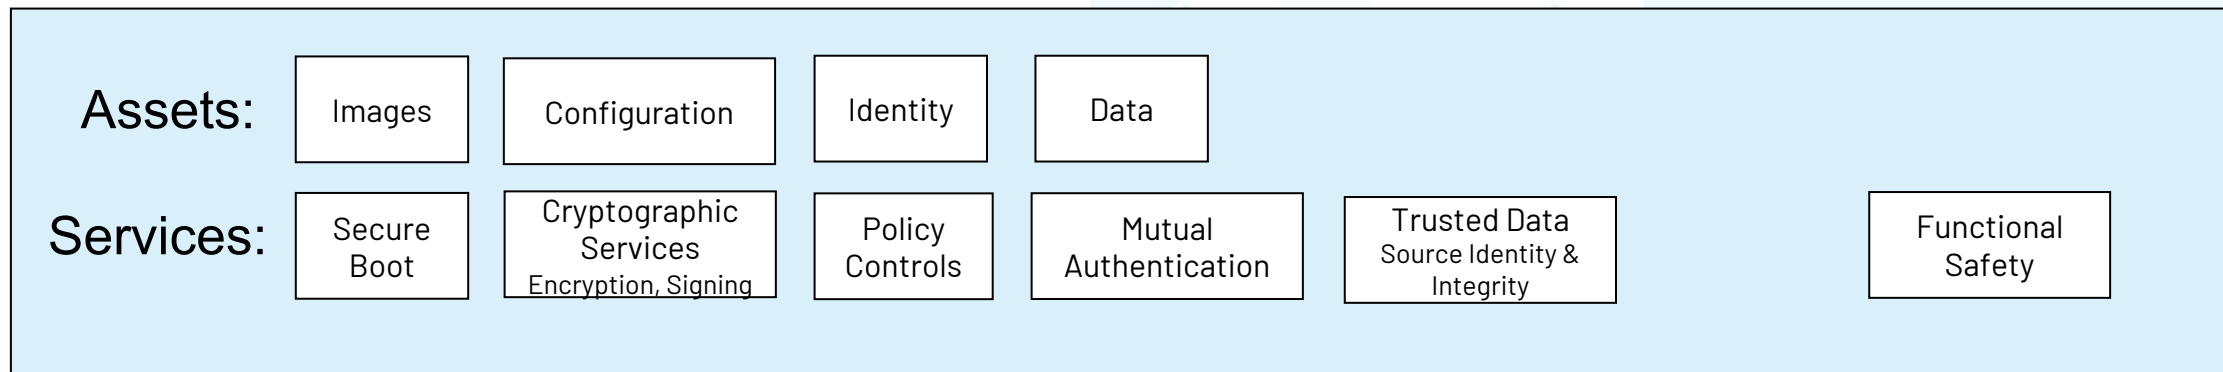 Assets:
Images
Configuration
Identity
Data
Services:
Secure
Boot
Cryptographic
Services
Encryption, Signing
Policy
Controls
Mutual
Authentication
Trusted Data
Source Identity &
Integrity
Functional
Safety